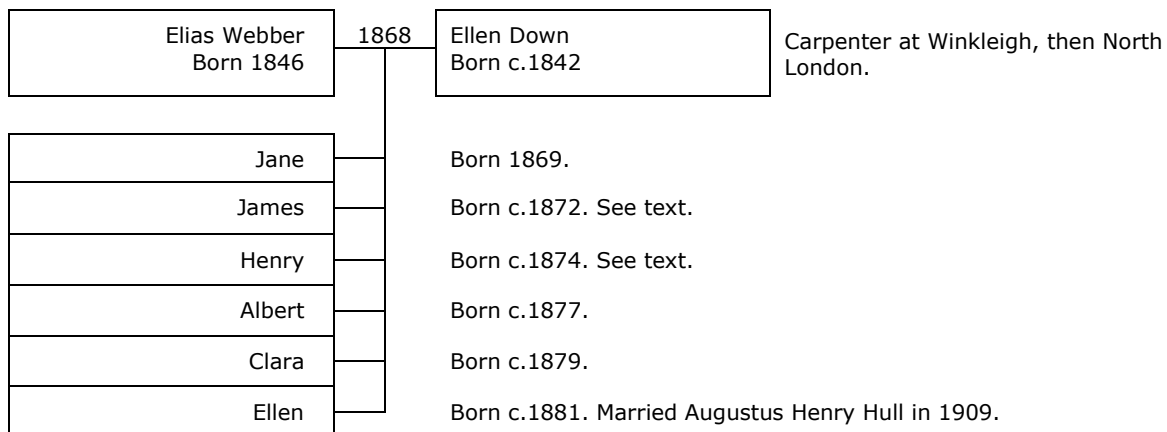 Elias Webber
Born 1846
1868
Ellen Down
Born c.1842
Carpenter at Winkleigh, then North
London.
Jane
Born 1869.
James
Born c.1872. See text.
Henry
Born c.1874. See text.
Albert
Born c.1877.
Clara
Born c.1879.
Ellen
Born c.1881. Married Augustus Henry Hull in 1909.